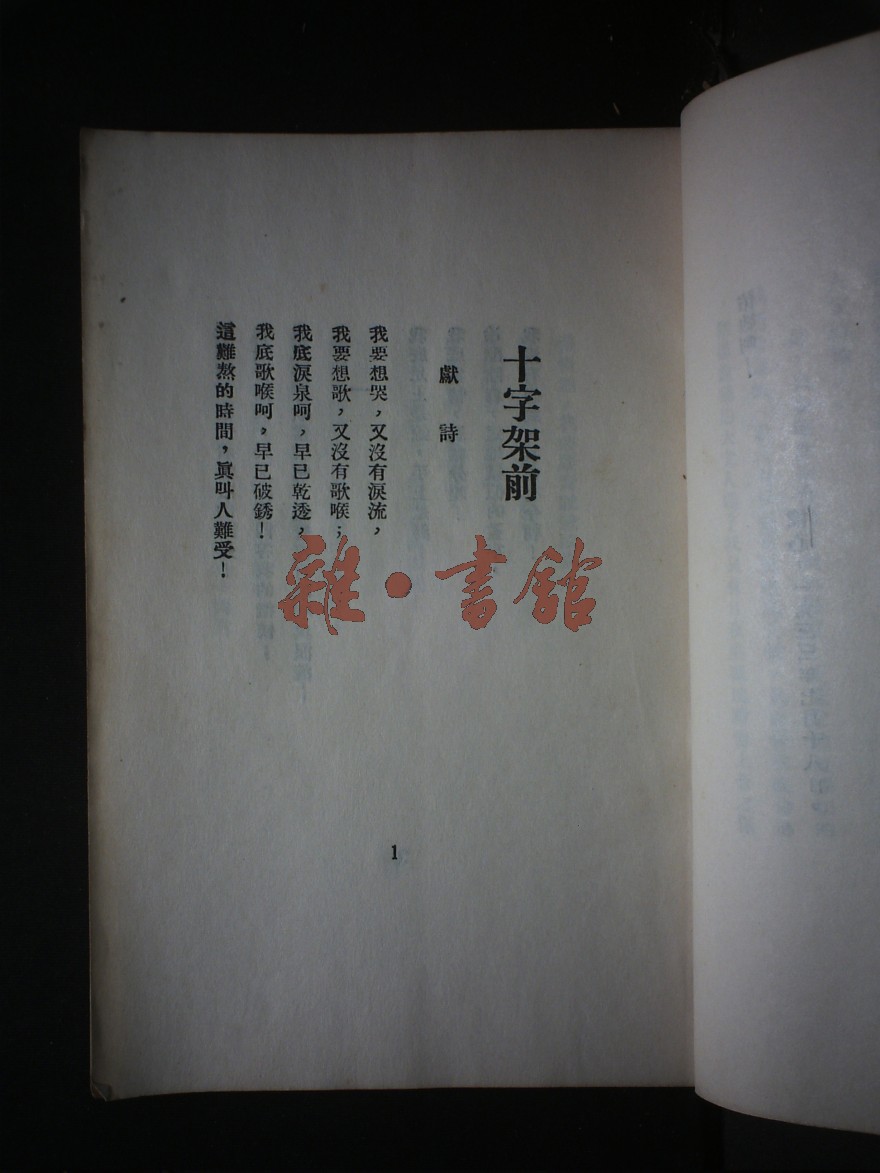 十字架前
獻詩
我要想哭，又沒有淚流，
我要想歌，又沒有歌喉；
我底淚泉呵，早已乾透，
我底歌喉呵，早已破銹！
這難熬的時間，眞叫人難受！
1
雜·書館